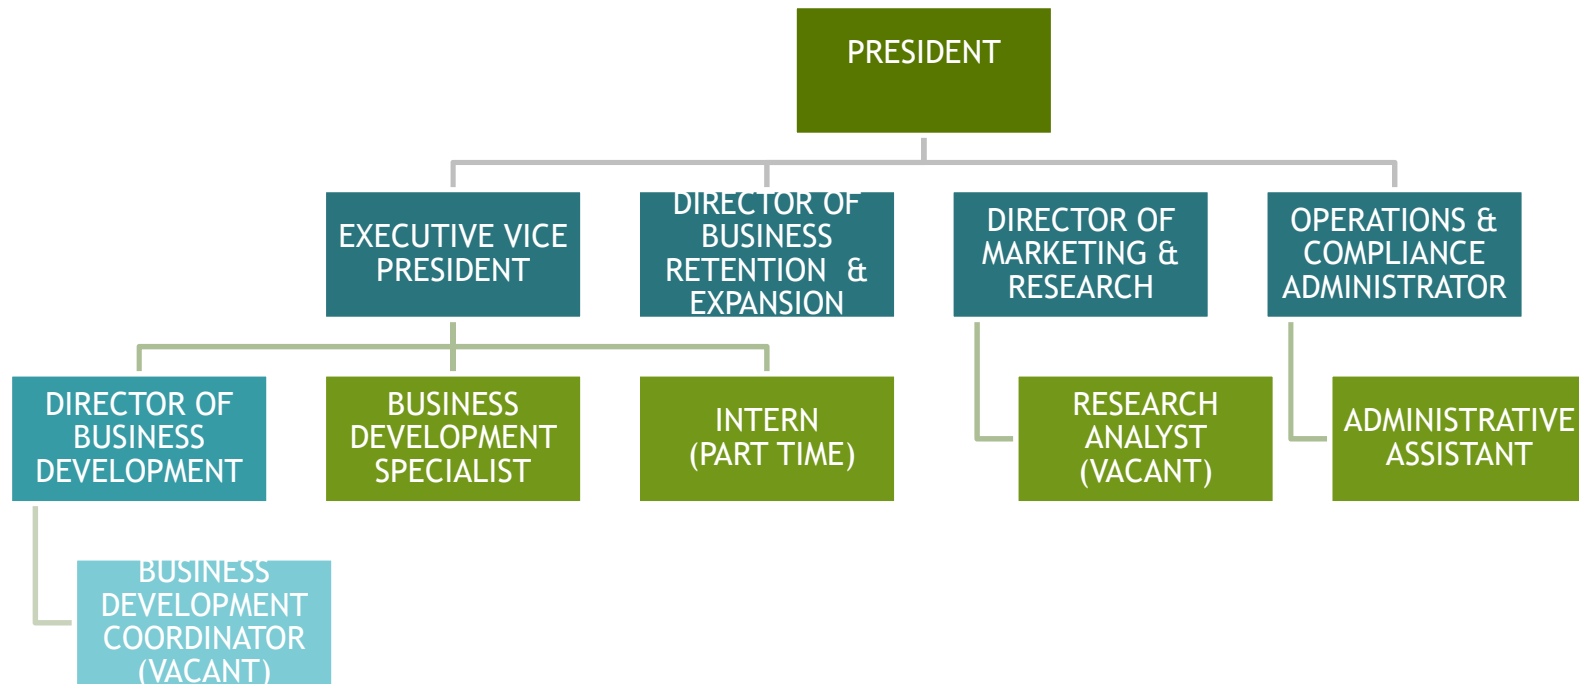 PRESIDENT
EXECUTIVE VICE
PRESIDENT
DIRECTOR OF
BUSINESS
RETENTION & 
EXPANSION
DIRECTOR OF
MARKETING &
RESEARCH
OPERATIONS &
COMPLIANCE
ADMINISTRATOR
DIRECTOR OF
BUSINESS
DEVELOPMENT
BUSINESS
DEVELOPMENT
SPECIALIST
INTERN
(PART TIME)
RESEARCH
ANALYST
(VACANT)
ADMINISTRATIVE
ASSISTANT
BUSINESS
DEVELOPMENT
COORDINATOR
(VACANT)